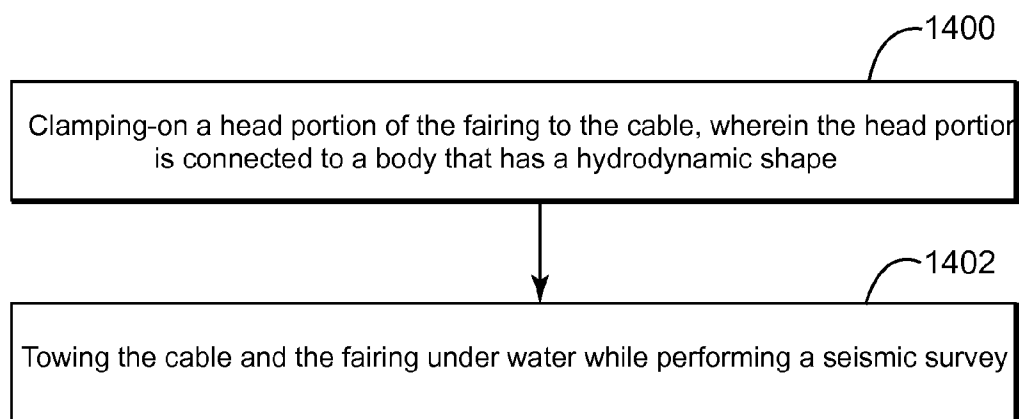 1400
Clamping-on a head portion of the fairing to the cable, wherein the head portion
is connected to a body that has a hydrodynamic shape
1402
Towing the cable and the fairing under water while performing a seismic survey